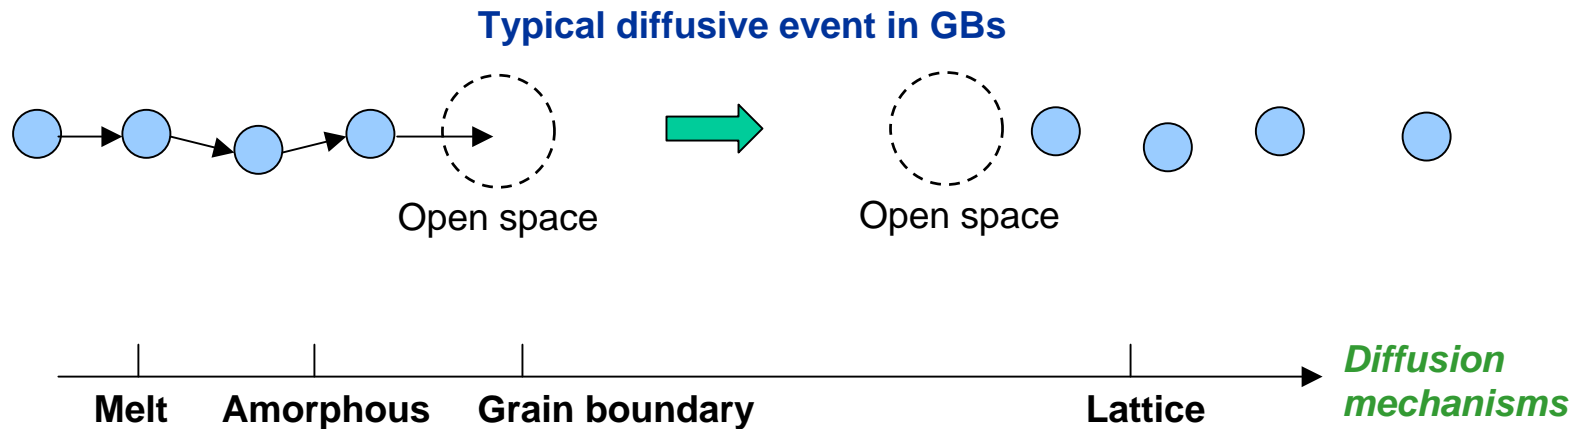 Typical diffusive event in GBs
Open space
Open space
Melt Amorphous Grain boundary Lattice
Diffusion
mechanisms